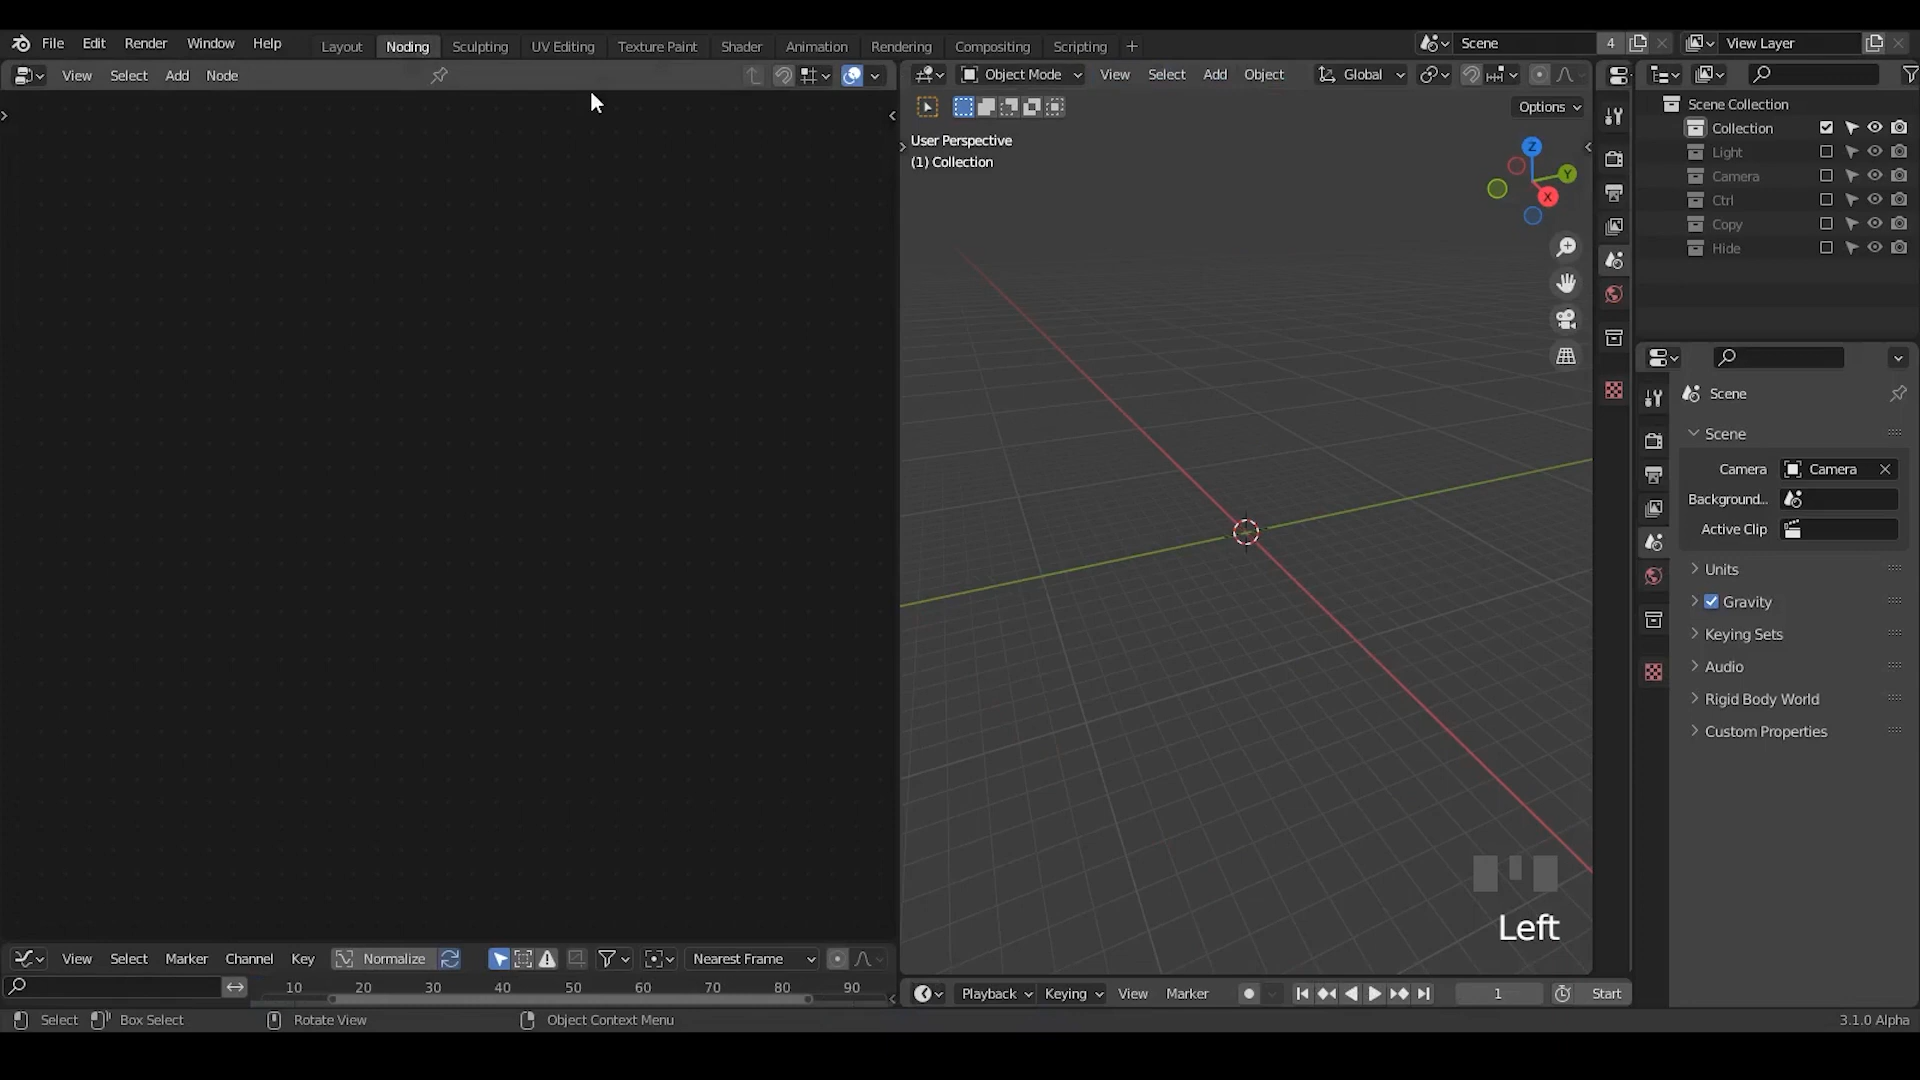 File Edit Render Window Help Layout Noding Sculpting UV Editing Texture Paint Shader Animation Rendering Compositing Scripting + Scene 4 View Layer
View Select Add Node Object Mode View Select Add Object Global
Options
User Perspective
(1) Collection
Z
Y
X
Scene Collection
Collection
Light
Camera
Ctrl
Copy
Hide
Scene
Scene
Camera Camera
Background...
Active Clip
Units
Gravity
Keying Sets
Audio
Rigid Body World
Custom Properties
Left
View Select Marker Channel Key Normalize Nearest Frame
10 20 30 40 50 60 70 80 90
Playback Keying View Marker 1 Start
Select Box Select Rotate View Object Context Menu 3.1.0 Alpha